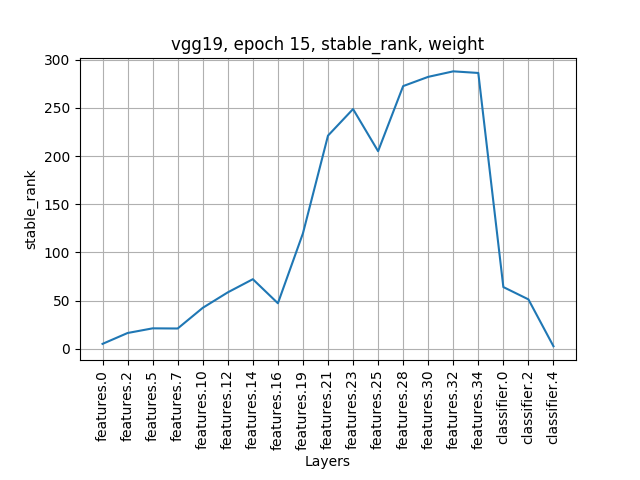 vgg19, epoch 15, stable_rank, weight
300
250
200
150
100
50
0
stable_rank
features.0
features.2
features.5
features.7
features.10
features.12
features.14
features.16
features.19
features.21
features.23
features.25
features.28
features.30
features.32
features.34
classifier.0
classifier.2
classifier.4
Layers